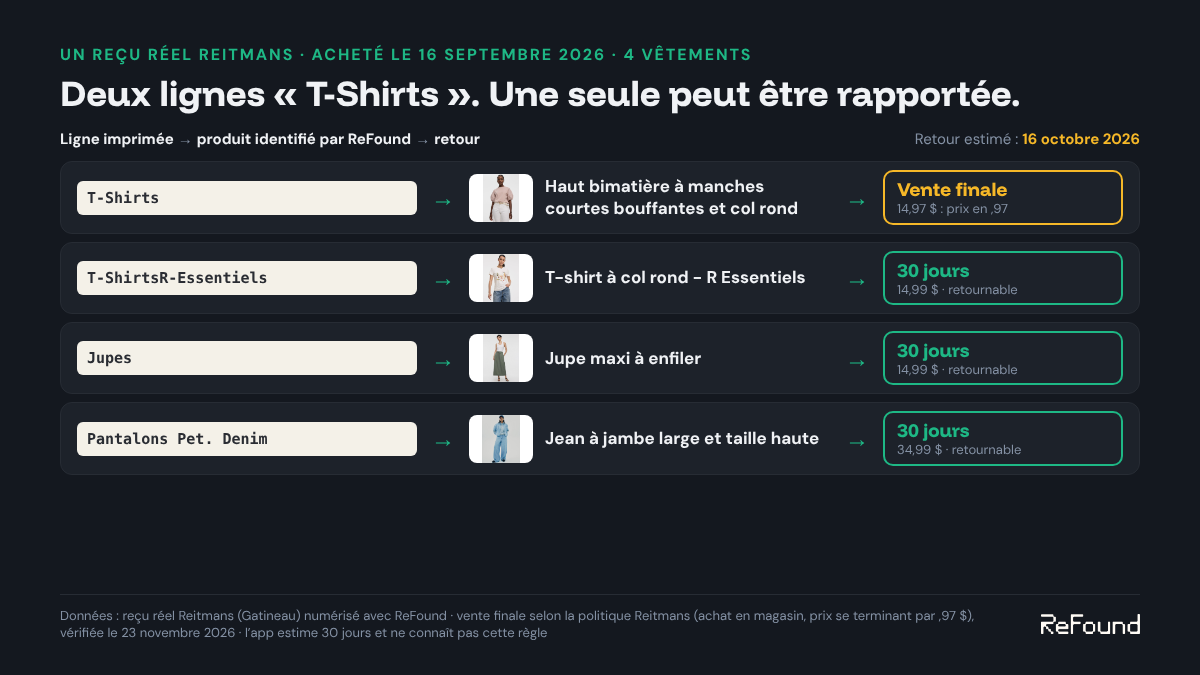 UN REÇU RÉEL REITMANS · ACHETÉ LE 16 SEPTEMBRE 2026 · 4 VÊTEMENTS
Deux lignes « T-Shirts ». Une seule peut être rapportée.
Ligne imprimée → produit identifié par ReFound → retour
Retour estimé : 16 octobre 2026
T-Shirts
→
Haut bimatière à manches
courtes bouffantes et col rond
→
Vente finale
14,97 $ : prix en ,97
T-ShirtsR-Essentiels
→
T-shirt à col rond - R Essentiels
→
30 jours
14,99 $ · retournable
Jupes
→
Jupe maxi à enfiler
→
30 jours
14,99 $ · retournable
Pantalons Pet. Denim
→
Jean à jambe large et taille haute
→
30 jours
34,99 $ · retournable
Données : reçu réel Reitmans (Gatineau) numérisé avec ReFound · vente finale selon la politique Reitmans (achat en magasin, prix se terminant par ,97 $),
vérifiée le 23 novembre 2026 · l’app estime 30 jours et ne connaît pas cette règle
ReFound